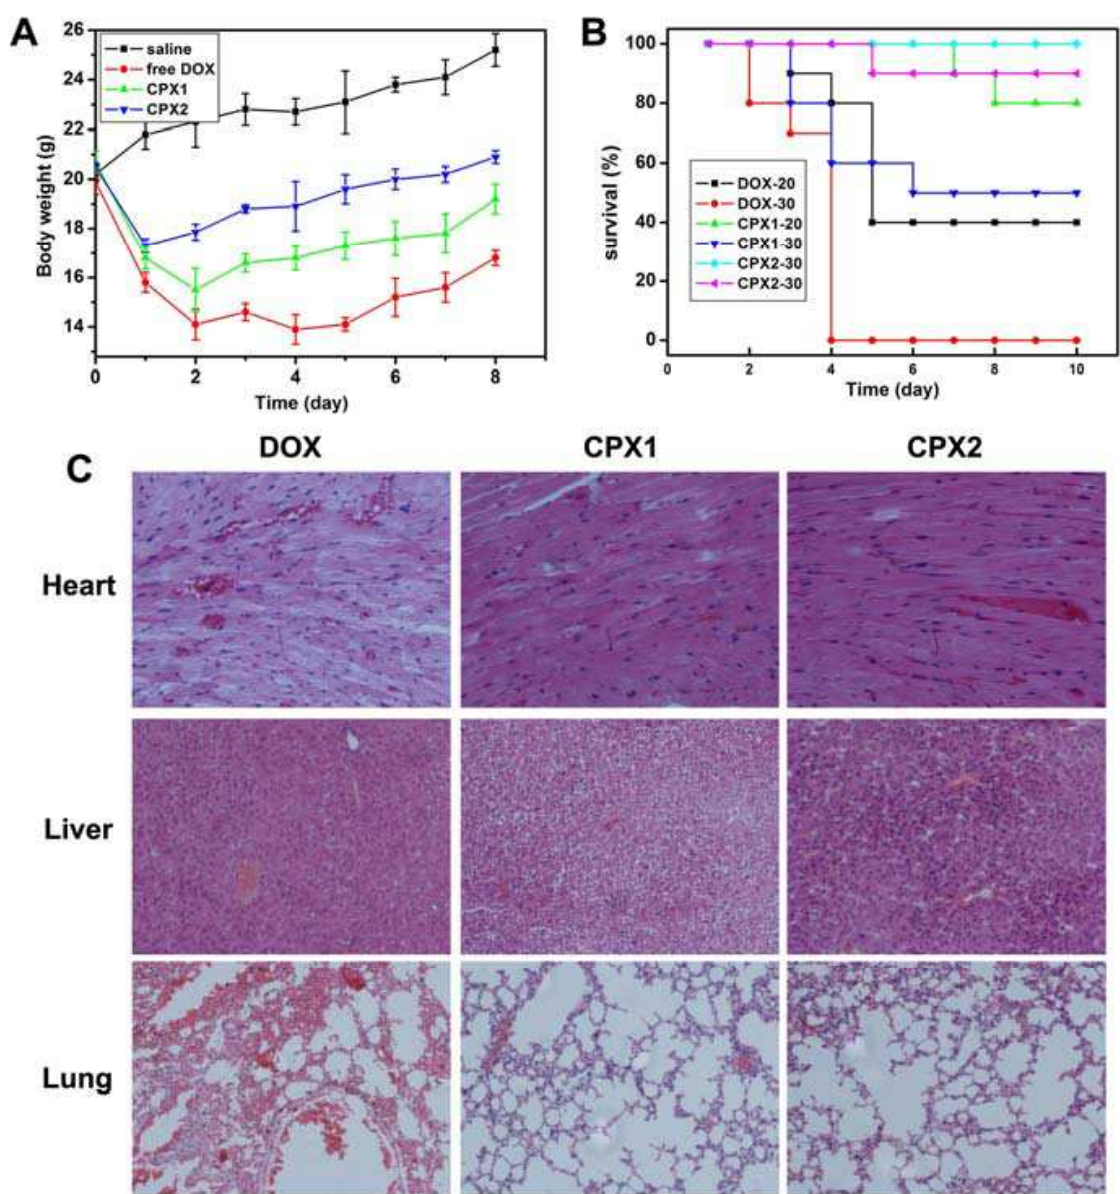 A
26
24
22
20
18
16
14
0
2
4
6
8
Body weight (g)
Time (day)
saline
free DOX
CPX1
CPX2
B
100
80
60
40
20
0
2
4
6
8
10
survival (%)
Time (day)
DOX-20
DOX-30
CPX1-20
CPX1-30
CPX2-30
CPX2-30
C
DOX CPX1 CPX2
Heart
Liver
Lung